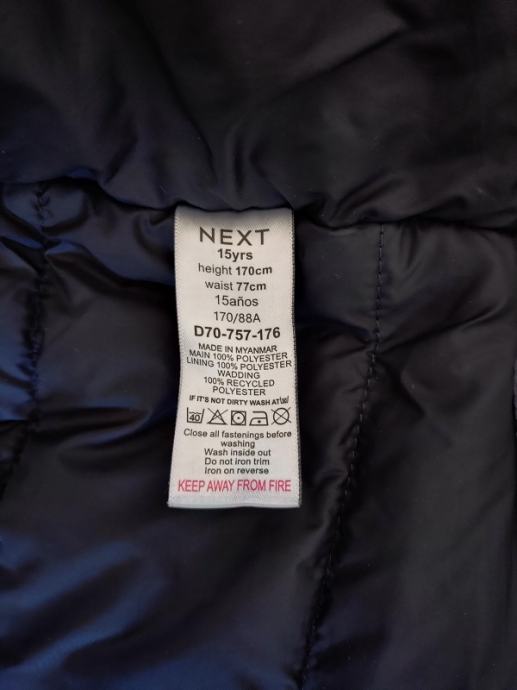 NEXT
15yrs
height 170cm
waist 77cm
15años
170/88A
D70-757-176
MADE IN MYANMAR
MAIN 100% POLYESTER
LINING 100% POLYESTER
WADDING
100% RECYCLED
POLYESTER
IF IT'S NOT DIRTY WASH AT 30
40
Close all fastenings before
washing
Wash inside out
Do not iron trim
Iron on reverse
KEEP AWAY FROM FIRE